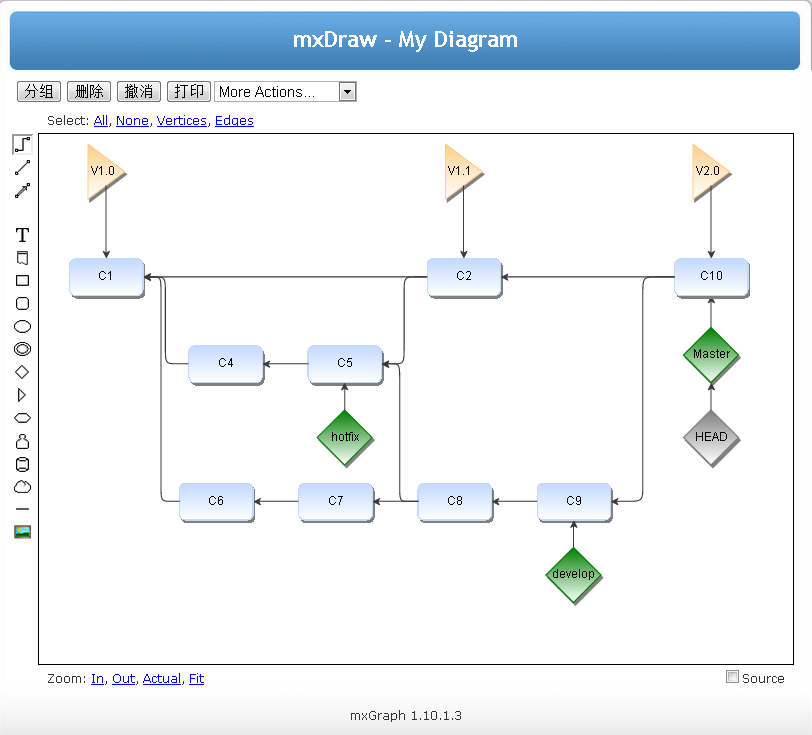 mxDraw - My Diagram
分组 删除 撤消 打印 More Actions...
Select: All, None, Vertices, Edges
T
V1.0 V1.1 V2.0
C1 C2 C10
Master
C4 C5
hotfix HEAD
C6 C7 C8 C9
develop
Zoom: In, Out, Actual, Fit Source
mxGraph 1.10.1.3